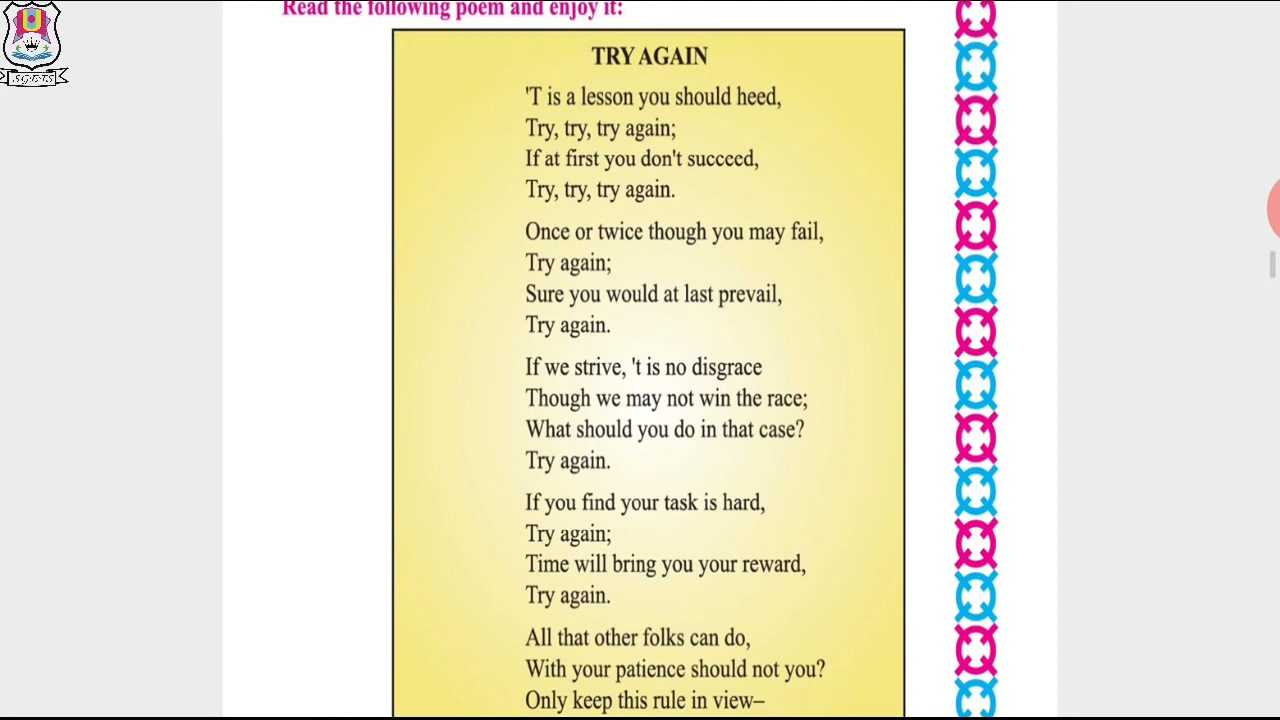 Read the following poem and enjoy it:
TRY AGAIN
'T is a lesson you should heed,
Try, try, try again;
If at first you don't succeed,
Try, try, try again.
Once or twice though you may fail,
Try again;
Sure you would at last prevail,
Try again.
If we strive, 't is no disgrace
Though we may not win the race;
What should you do in that case?
Try again.
If you find your task is hard,
Try again;
Time will bring you your reward,
Try again.
All that other folks can do,
With your patience should not you?
Only keep this rule in view–